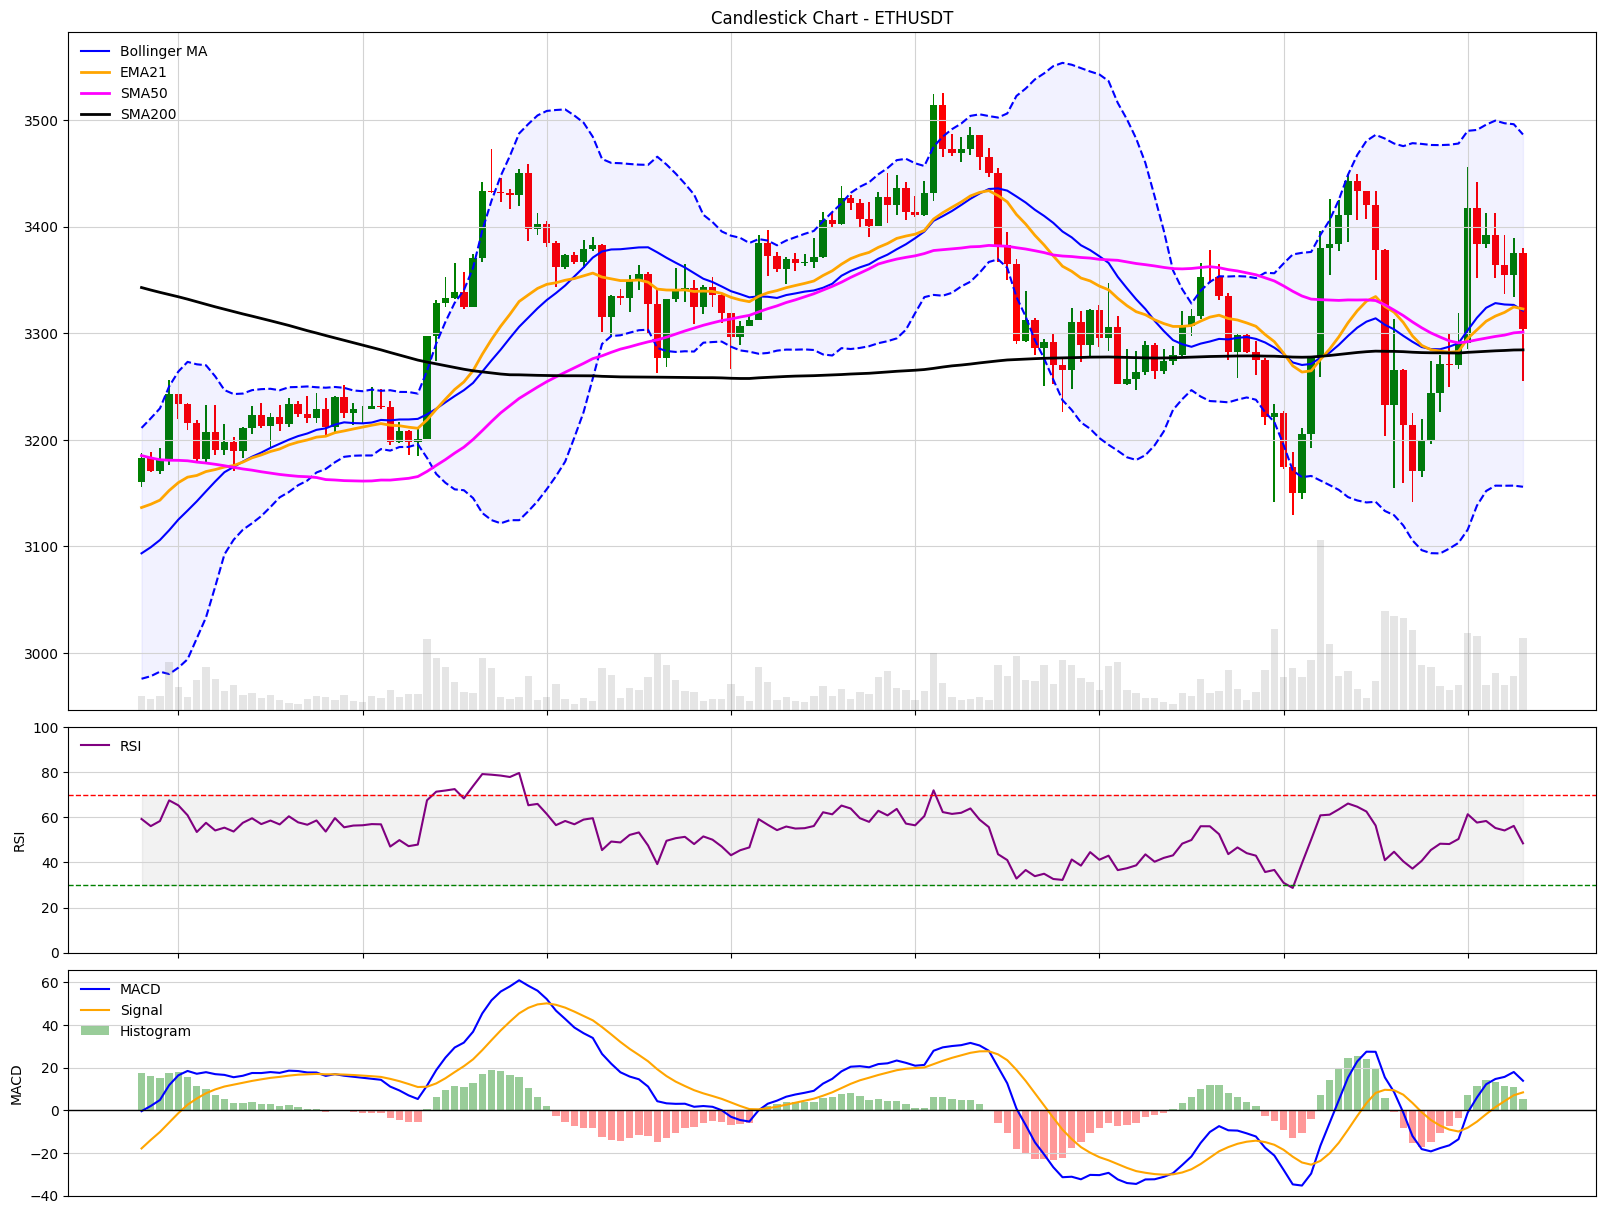 Candlestick Chart - ETHUSDT
Bollinger MA
EMA21
SMA50
SMA200
3500
3400
3300
3200
3100
3000
RSI
100
80
60
40
20
0
RSI
MACD
Signal
Histogram
60
40
20
0
−20
−40
MACD